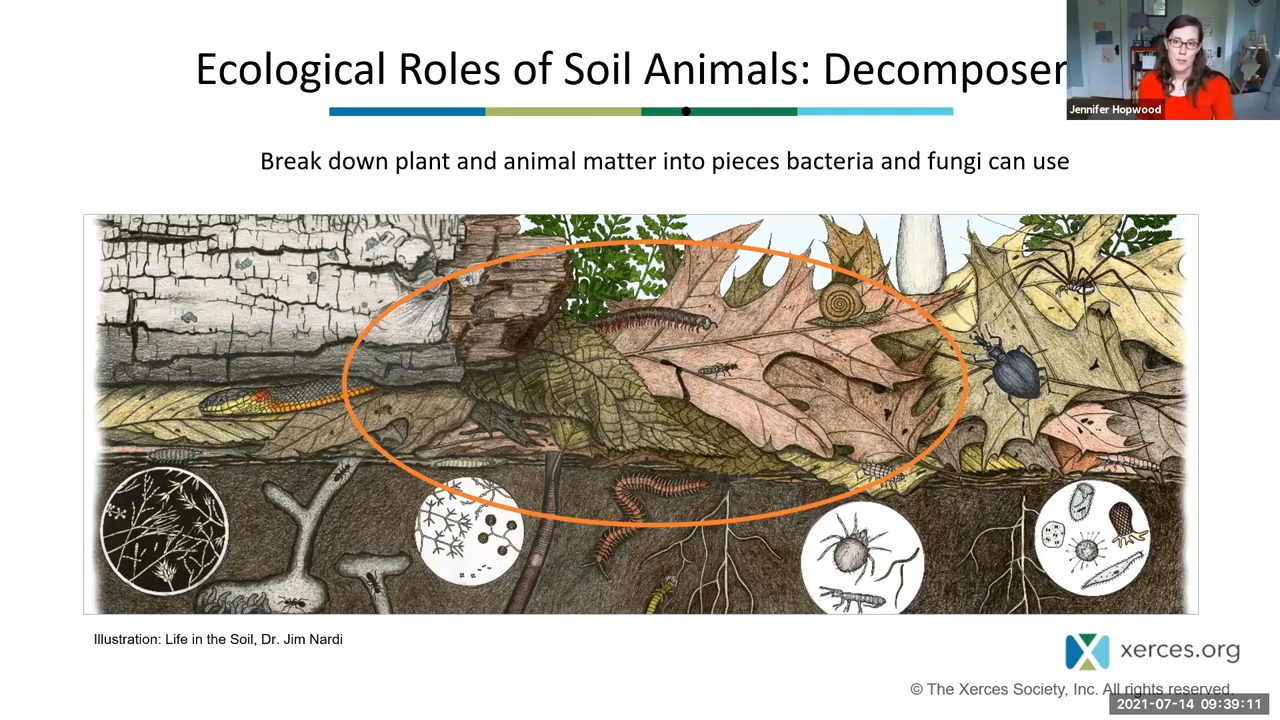 Ecological Roles of Soil Animals: Decomposer
Jennifer Hopwood
Break down plant and animal matter into pieces bacteria and fungi can use
Illustration: Life in the Soil, Dr. Jim Nardi
xerces.org
© The Xerces Society, Inc. All rights reserved.
2021-07-14 09:39:11